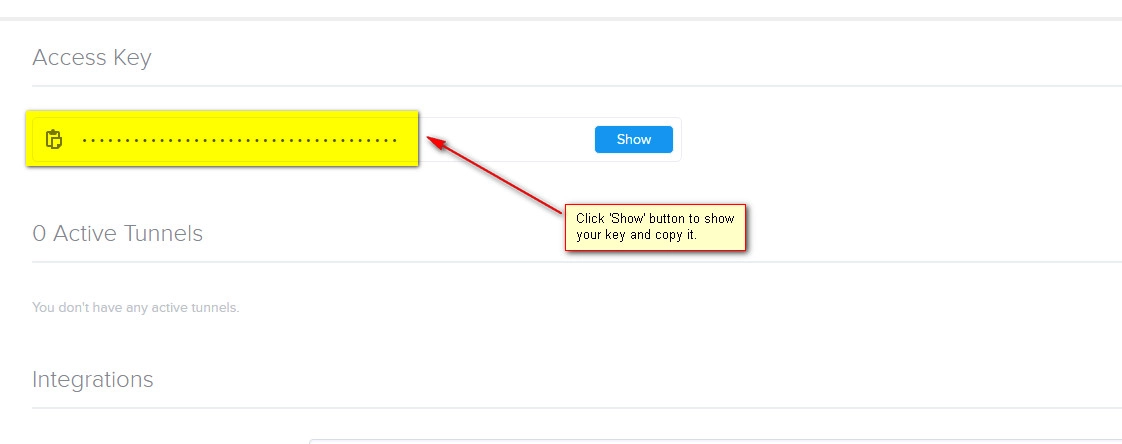 Access Key
•••••••••••••••••••••••••••••••••••• Show
Click 'Show' button to show
your key and copy it.
0 Active Tunnels
You don't have any active tunnels.
Integrations